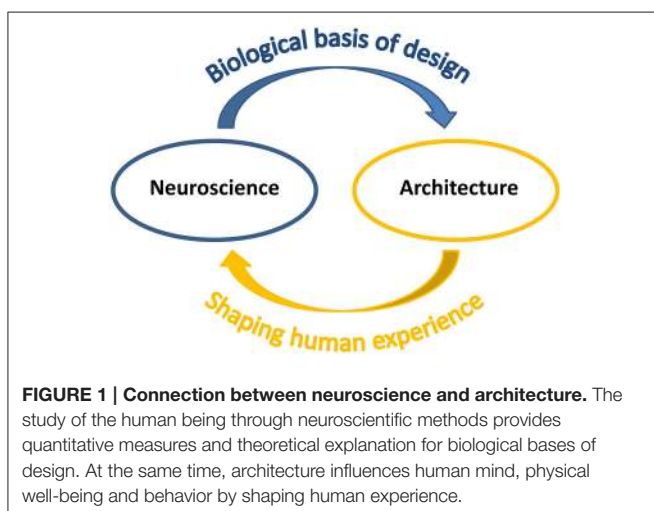 Biological basis of design
Neuroscience
Architecture
Shaping human experience
FIGURE 1 | Connection between neuroscience and architecture. The
study of the human being through neuroscientific methods provides
quantitative measures and theoretical explanation for biological bases of
design. At the same time, architecture influences human mind, physical
well-being and behavior by shaping human experience.